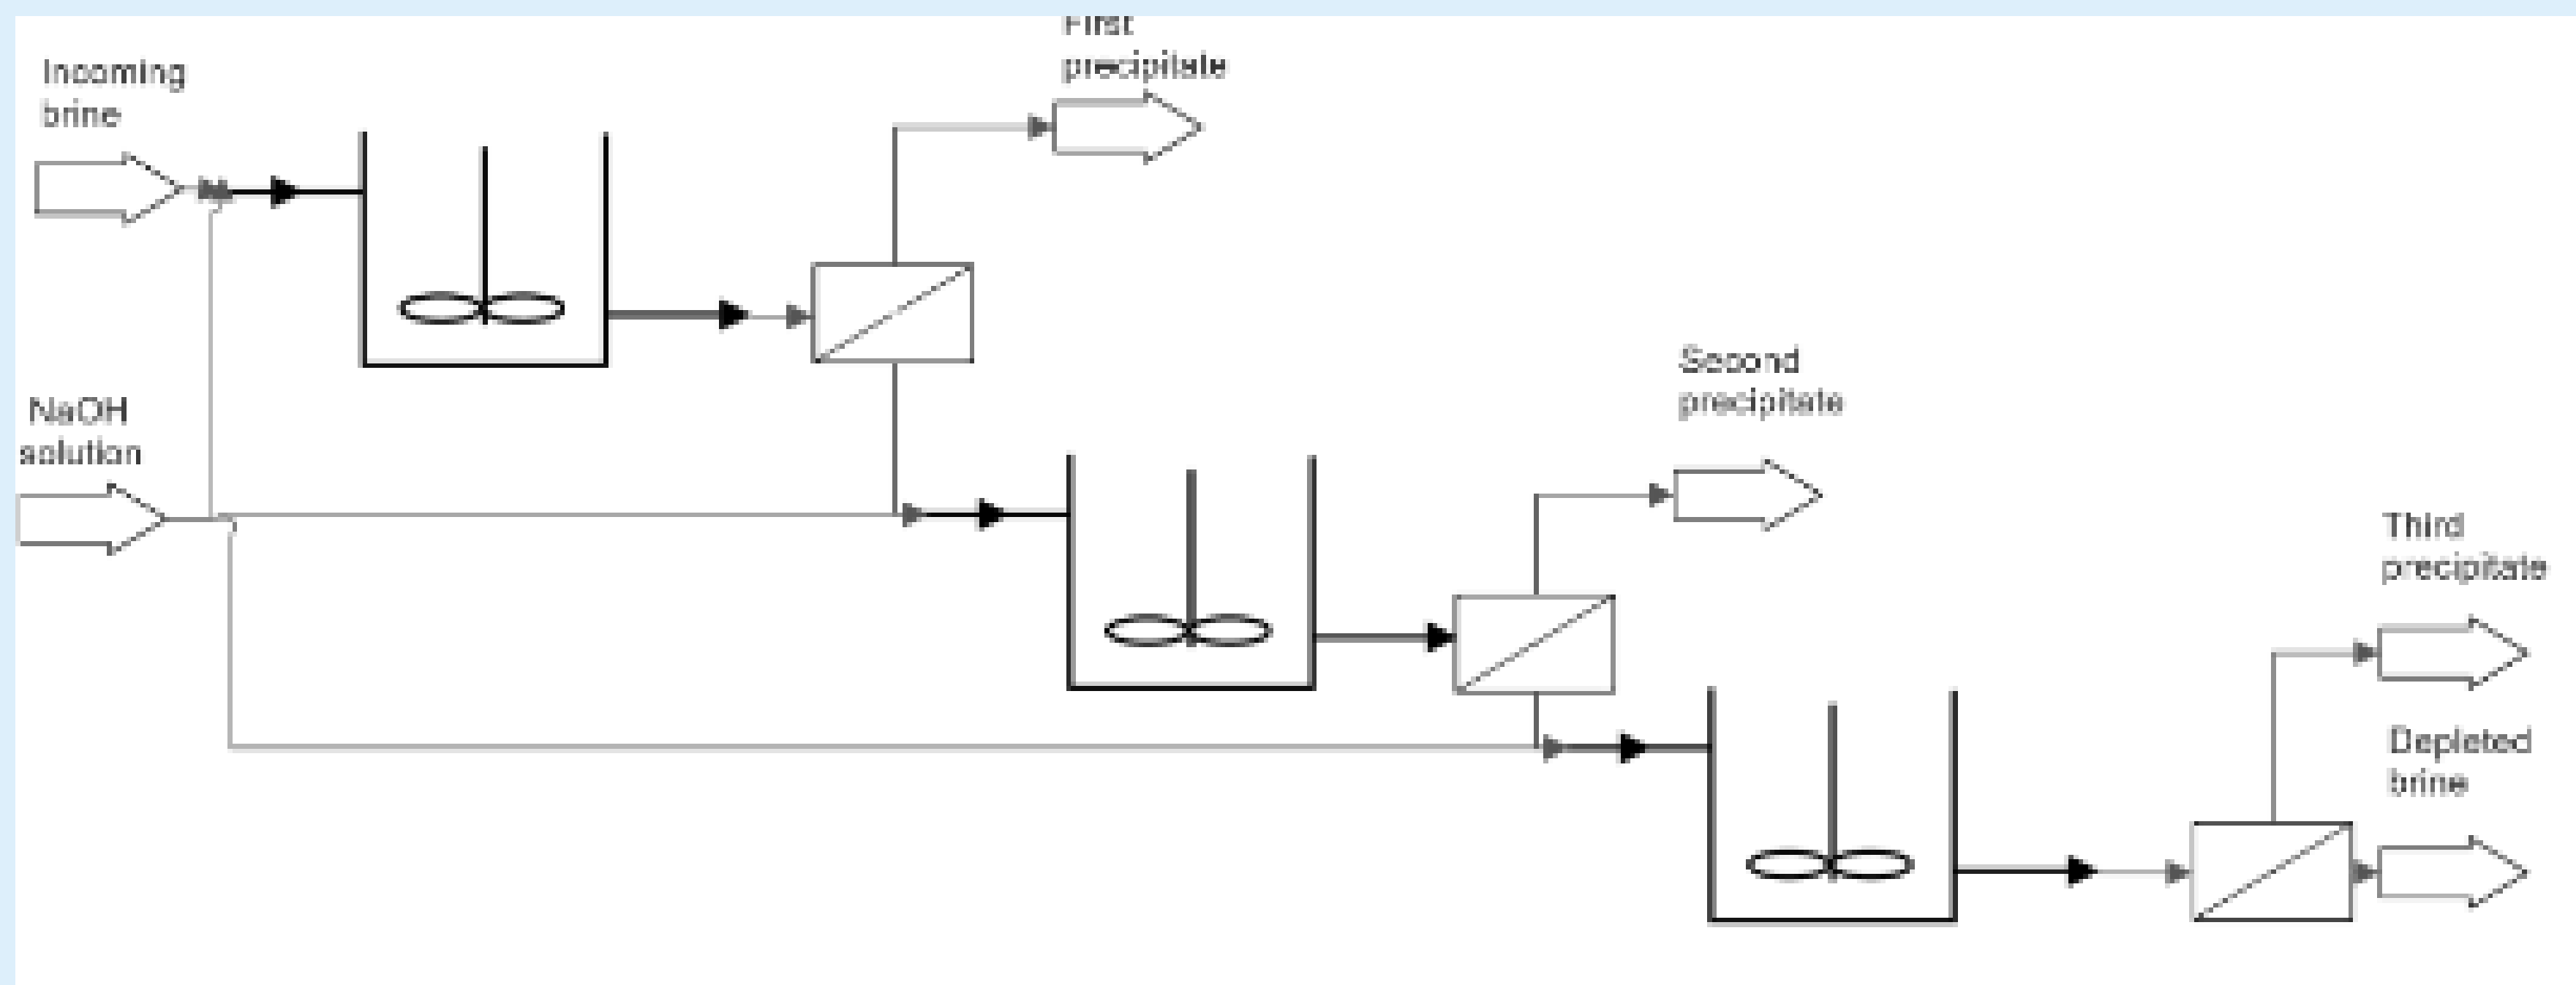 First
precipitate
Incoming
brine
NaOH
solution
Second
precipitate
Third
precipitate
Depleted
brine